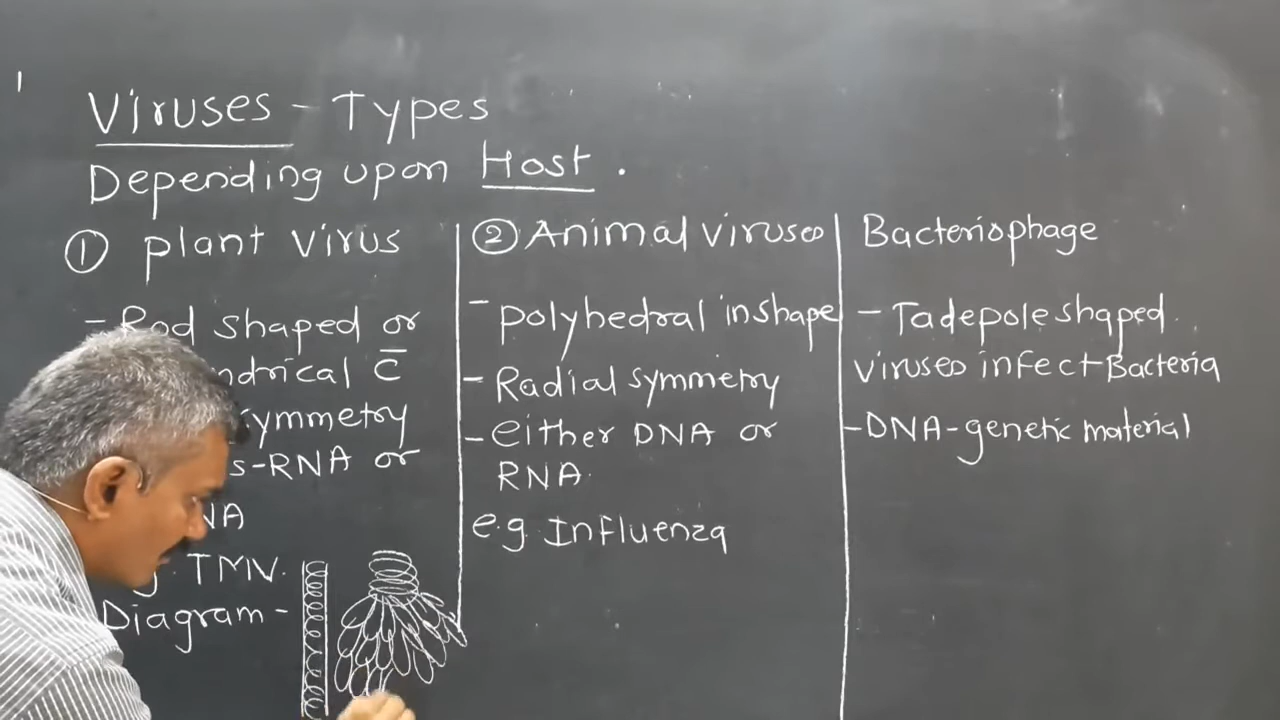 Viruses - Types
Depending upon Host.
① plant virus
- Rod shaped or
ndrical c̅
symmetry
s-RNA or
NA
g. TMV.
Diagram -
② Animal viruses
- polyhedral in shape
- Radial symmetry
- either DNA or
RNA.
e.g. Influenza
Bacteriophage
- Tadepole shaped
viruses infect Bacteria
- DNA - genetic material